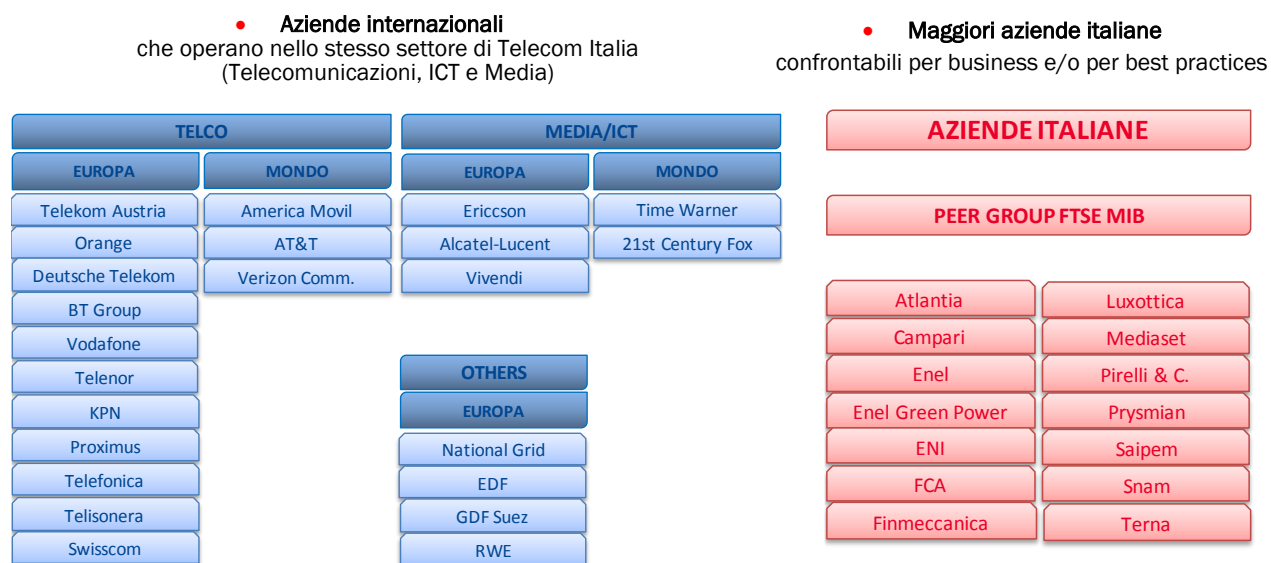 • Aziende internazionali
che operano nello stesso settore di Telecom Italia
(Telecomunicazioni, ICT e Media)
• Maggiori aziende italiane
confrontabili per business e/o per best practices
TELCO
EUROPA
MONDO
Telekom Austria
Orange
Deutsche Telekom
BT Group
Vodafone
Telenor
KPN
Proximus
Telefonica
Telisonera
Swisscom
America Movil
AT&T
Verizon Comm.
MEDIA/ICT
EUROPA
MONDO
Ericcson
Alcatel-Lucent
Vivendi
Time Warner
21st Century Fox
OTHERS
EUROPA
National Grid
EDF
GDF Suez
RWE
AZIENDE ITALIANE
PEER GROUP FTSE MIB
Atlantia
Campari
Enel
Enel Green Power
ENI
FCA
Finmeccanica
Luxottica
Mediaset
Pirelli & C.
Prysmian
Saipem
Snam
Terna